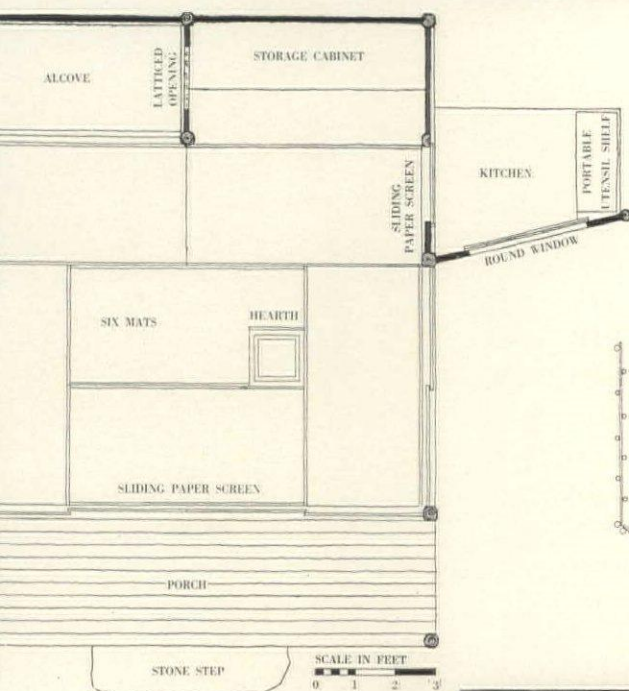 ALCOVE
LATTICED
OPENING
STORAGE CABINET
KITCHEN
PORTABLE
UTENSIL SHELF
SLIDING
PAPER SCREEN
ROUND WINDOW
SIX MATS
HEARTH
SLIDING PAPER SCREEN
PORCH
STONE STEP
SCALE IN FEET
0 1 2 3